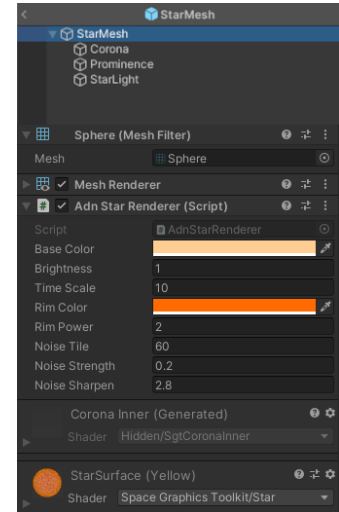 StarMesh
StarMesh
Corona
Prominence
StarLight
Sphere (Mesh Filter)
Mesh Sphere
Mesh Renderer
# Adn Star Renderer (Script)
Script # AdnStarRenderer
Base Color
Brightness 1
Time Scale 10
Rim Color
Rim Power 2
Noise Tile 60
Noise Strength 0.2
Noise Sharpen 2.8
Corona Inner (Generated)
Shader Hidden/SgtCoronaInner
StarSurface (Yellow)
Shader Space Graphics Toolkit/Star